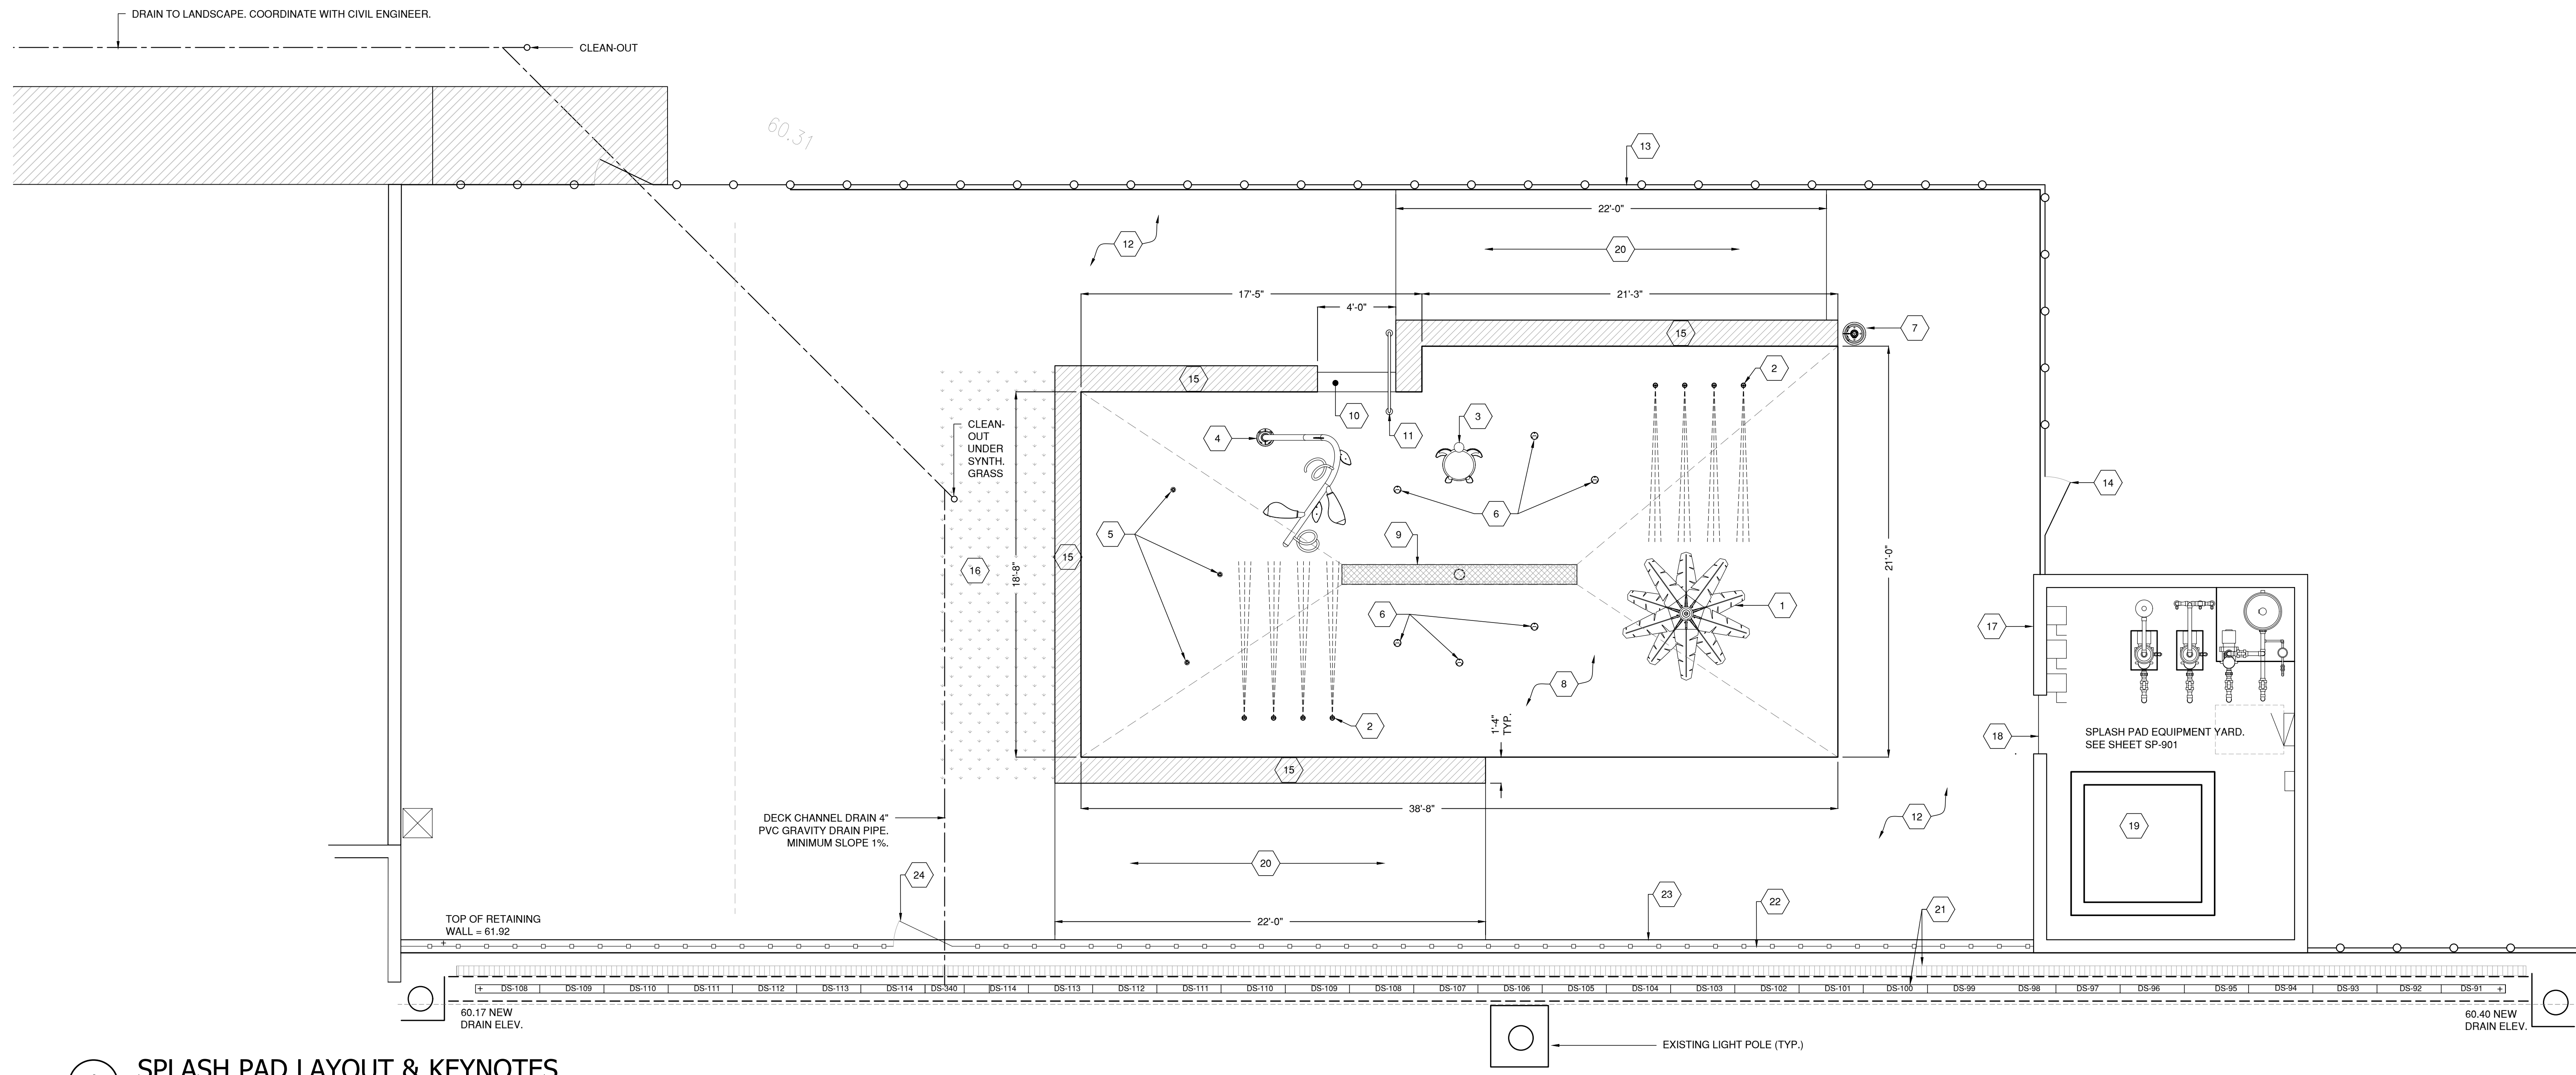 DRAIN TO LANDSCAPE. COORDINATE WITH CIVIL ENGINEER.
CLEAN-OUT
60.31
13
22'-0"
12
20
17'-5"
21'-3"
4'-0"
15
7
15
2
10
3
4
11
CLEAN-
OUT
UNDER
SYNTH.
GRASS
14
6
5
9
15
16
18'-8"
21'-0"
1
6
17
8
2
1'-4"
TYP.
18
SPLASH PAD EQUIPMENT YARD.
SEE SHEET SP-901
15
38'-8"
DECK CHANNEL DRAIN 4"
PVC GRAVITY DRAIN PIPE.
MINIMUM SLOPE 1%.
12
19
20
24
23
22
21
TOP OF RETAINING
WALL = 61.92
22'-0"
DS-108 DS-109 DS-110 DS-111 DS-112 DS-113 DS-114 DS-340 DS-114 DS-113 DS-112 DS-111 DS-110 DS-109 DS-108 DS-107 DS-106 DS-105 DS-104 DS-103 DS-102 DS-101 DS-100 DS-99 DS-98 DS-97 DS-96 DS-95 DS-94 DS-93 DS-92 DS-91
60.17 NEW
DRAIN ELEV.
60.40 NEW
DRAIN ELEV.
EXISTING LIGHT POLE (TYP.)
SPLASH PAD LAYOUT & KEYNOTES